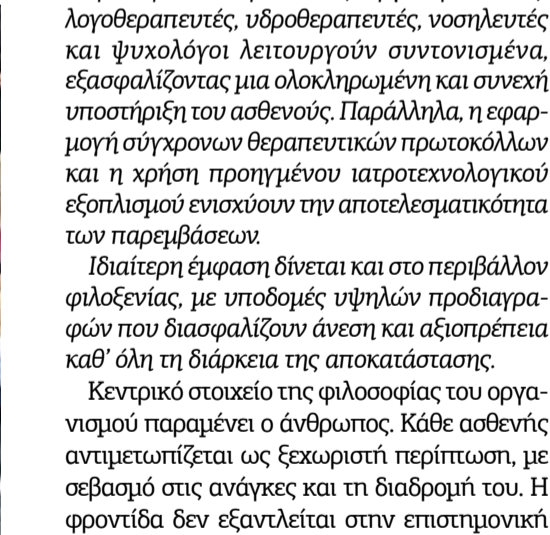 λογοθεραπευτές, υδροθεραπευτές, νοσηλευτές
και ψυχολόγοι λειτουργούν συντονισμένα,
εξασφαλίζοντας μια ολοκληρωμένη και συνεχή
υποστήριξη του ασθενούς. Παράλληλα, η εφαρ-
μογή σύγχρονων θεραπευτικών πρωτοκόλλων
και η χρήση προηγμένου ιατροτεχνολογικού
εξοπλισμού ενισχύουν την αποτελεσματικότητα
των παρεμβάσεων.
Ιδιαίτερη έμφαση δίνεται και στο περιβάλλον
φιλοξενίας, με υποδομές υψηλών προδιαγρα-
φών που διασφαλίζουν άνεση και αξιοπρέπεια
καθ’ όλη τη διάρκεια της αποκατάστασης.
Κεντρικό στοιχείο της φιλοσοφίας του οργα-
νισμού παραμένει ο άνθρωπος. Κάθε ασθενής
αντιμετωπίζεται ως ξεχωριστή περίπτωση, με
σεβασμό στις ανάγκες και τη διαδρομή του. Η
φροντίδα δεν εξαντλείται στην επιστημονική